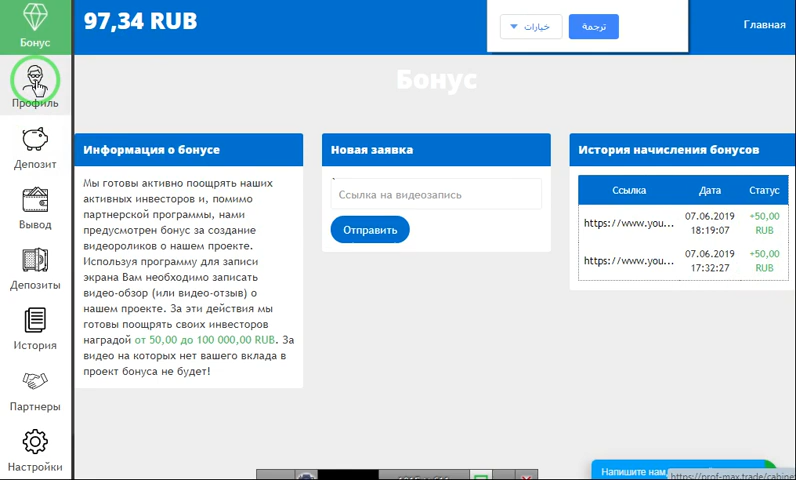 97,34 RUB
خيارات
ترجمة
Главная
Бонус
Профиль
Депозит
Вывод
Депозиты
История
Партнеры
Настройки
Бонус
Информация о бонусе
Мы готовы активно поощрять наших
активных инвесторов и, помимо
партнерской программы, нами
предусмотрен бонус за создание
видеороликов о нашем проекте.
Используя программу для записи
экрана Вам необходимо записать
видео-обзор (или видео-отзыв) о
нашем проекте. За эти действия мы
готовы поощрять своих инвесторов
наградой от 50,00 до 100 000,00 RUB. За
видео на которых нет вашего вклада в
проект бонуса не будет!
Новая заявка
Ссылка на видеозапись
Отправить
История начисления бонусов
Ссылка Дата Статус
https://www.you... 07.06.2019 18:19:07 +50,00 RUB
https://www.you... 07.06.2019 17:32:27 +50,00 RUB
Напишите нам,
https://prof-max.trade/cabinet